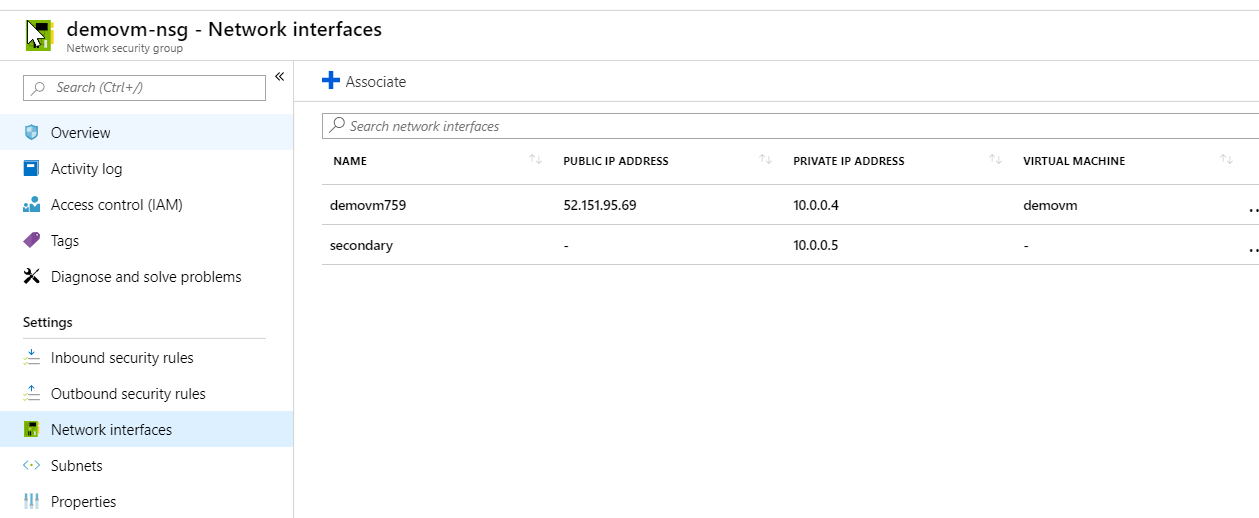 demovm-nsg - Network interfaces
Network security group
Search (Ctrl+/)
«
Overview
Activity log
Access control (IAM)
Tags
Diagnose and solve problems
Settings
Inbound security rules
Outbound security rules
Network interfaces
Subnets
Properties
+ Associate
Search network interfaces
NAME PUBLIC IP ADDRESS PRIVATE IP ADDRESS VIRTUAL MACHINE
demovm759 52.151.95.69 10.0.0.4 demovm
secondary - 10.0.0.5 -